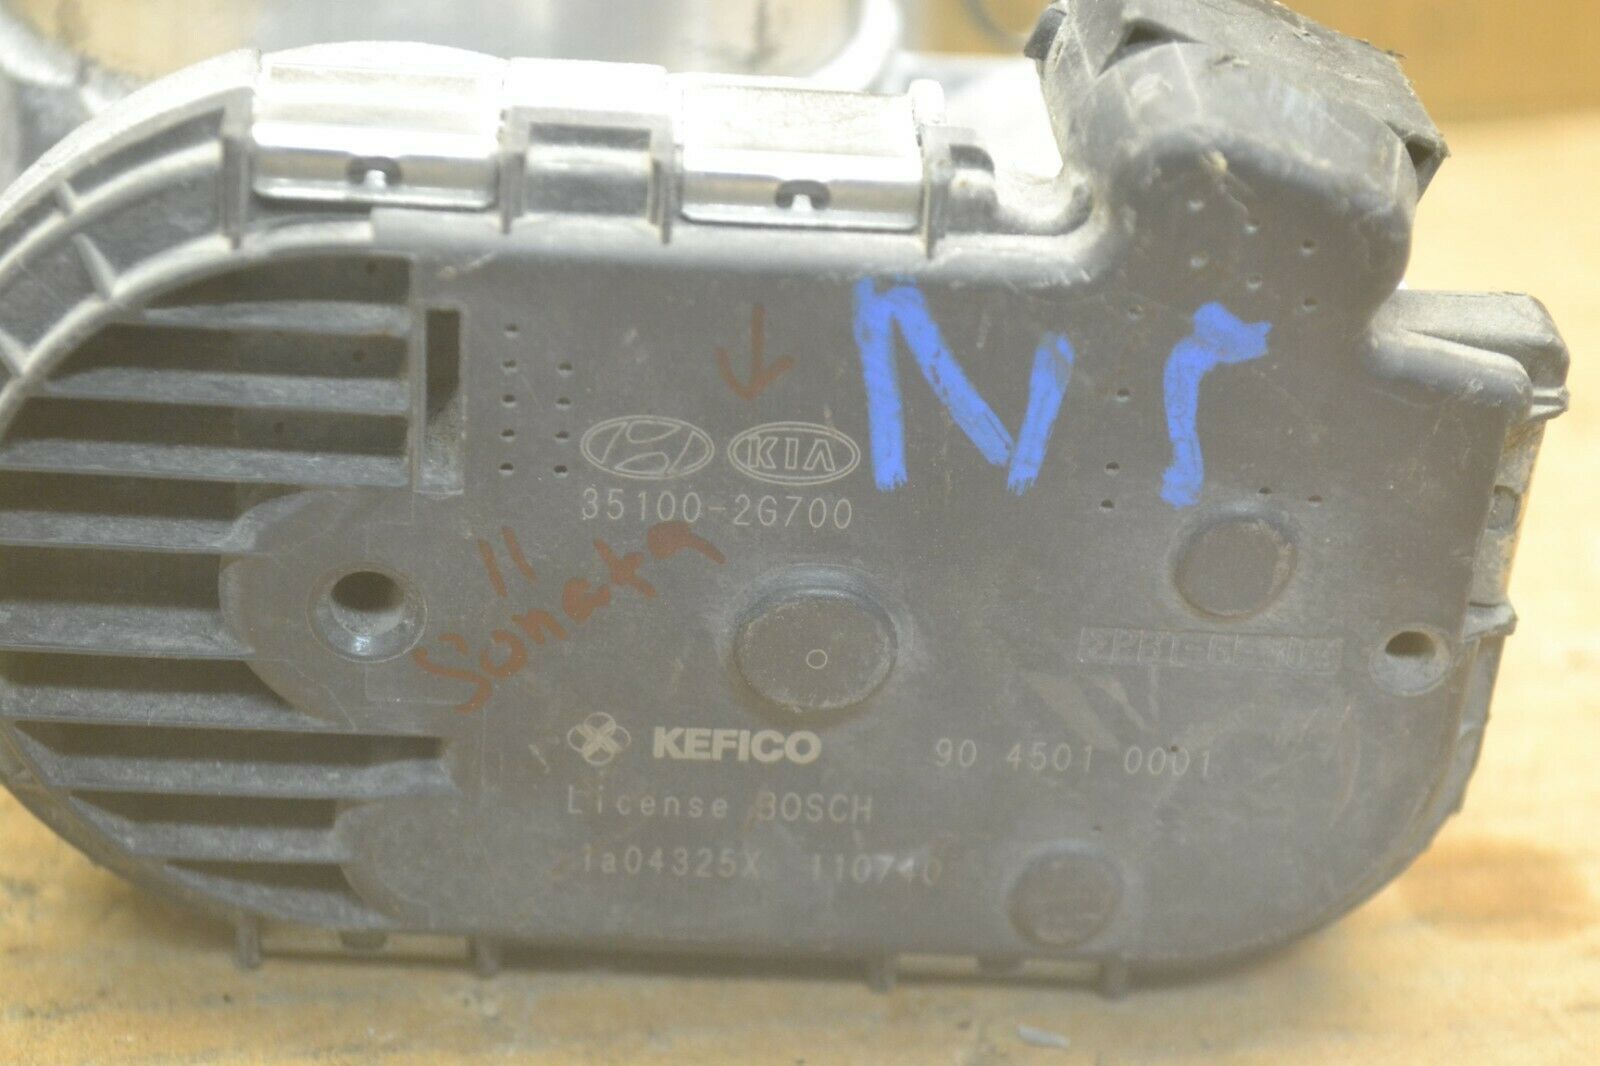 KIA
35100-2G700
11
Sonata
KEFICO
90 4501 0001
License BOSCH
1a04325X 110740